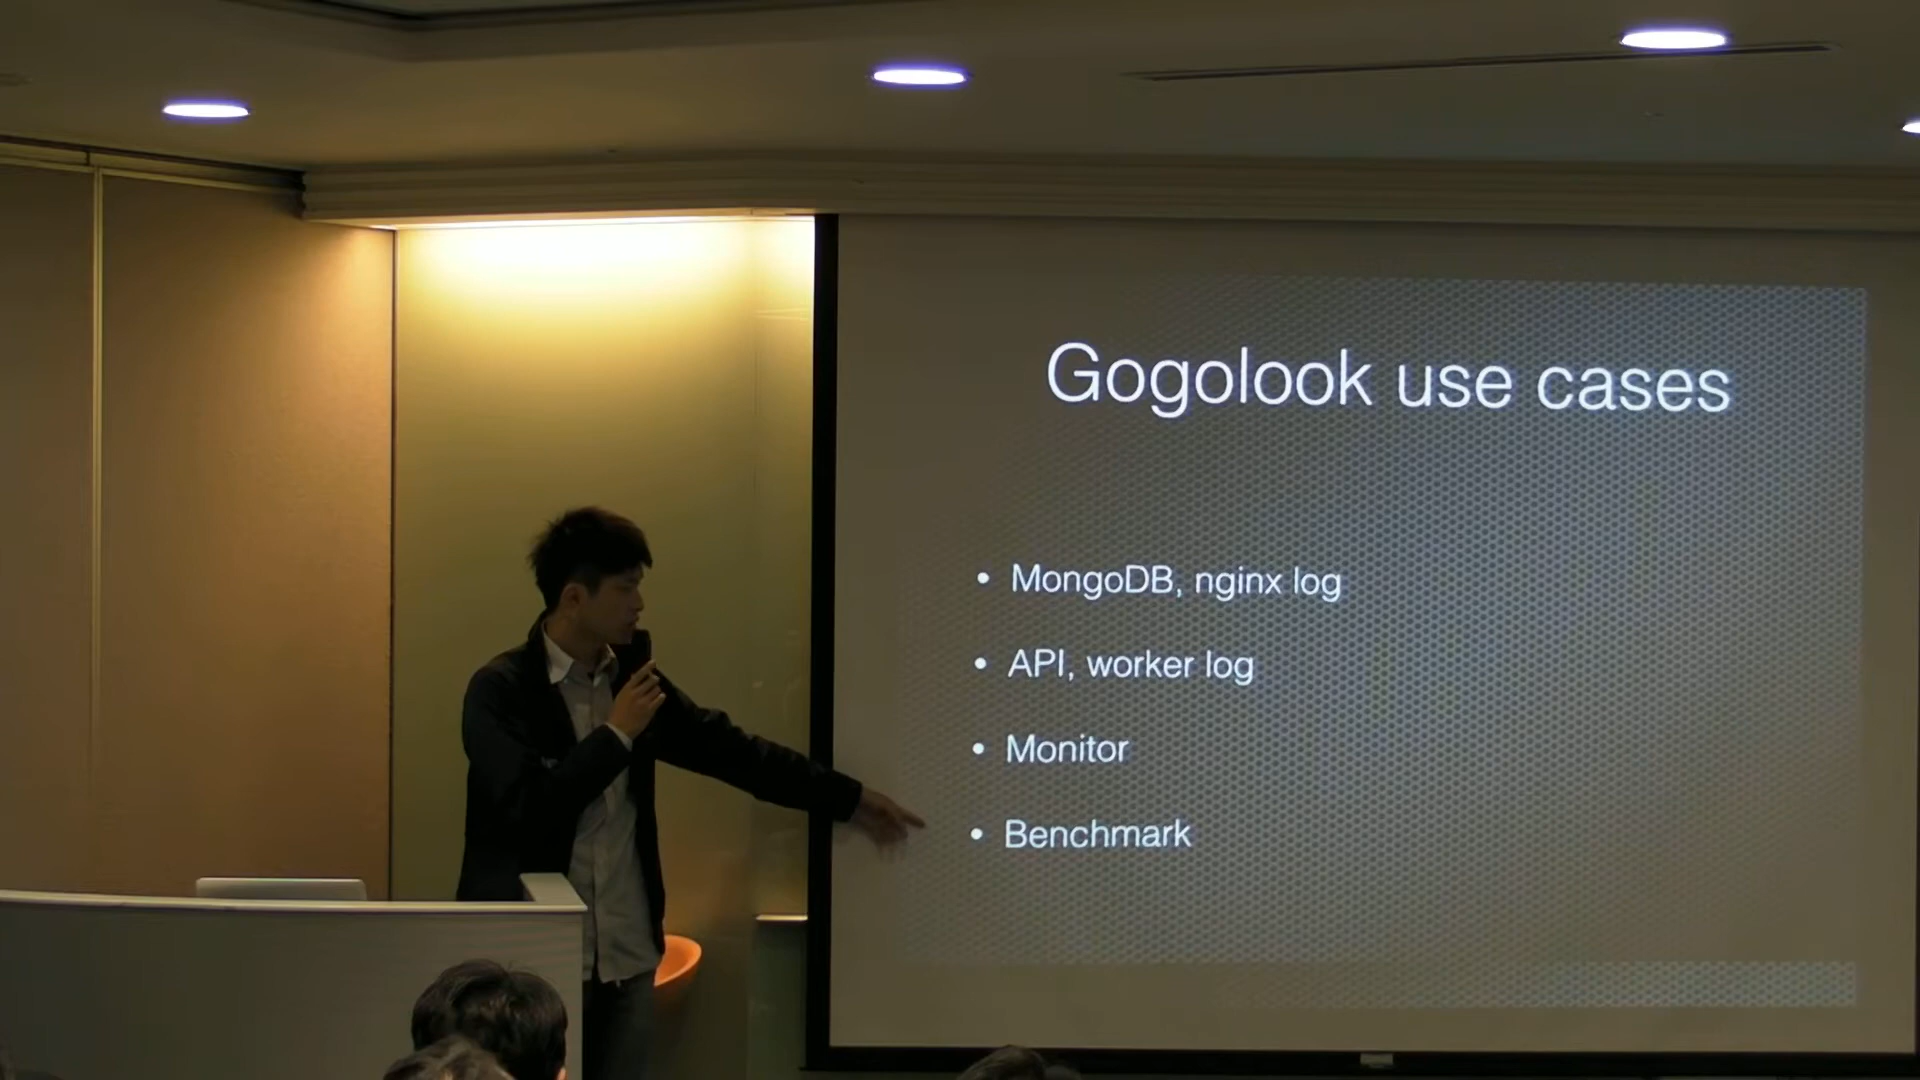 Gogolook use cases
• MongoDB, nginx log
• API, worker log
• Monitor
• Benchmark